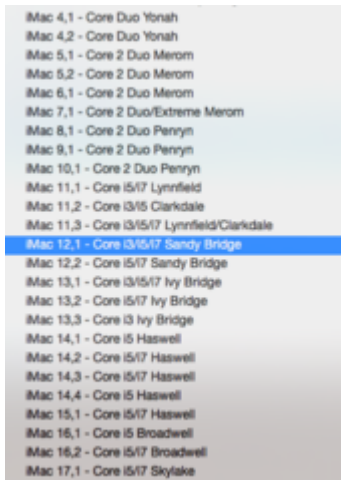 iMac 4,1 - Core Duo Yonah
iMac 4,2 - Core Duo Yonah
iMac 5,1 - Core 2 Duo Merom
iMac 5,2 - Core 2 Duo Merom
iMac 6,1 - Core 2 Duo Merom
iMac 7,1 - Core 2 Duo/Extreme Merom
iMac 8,1 - Core 2 Duo Penryn
iMac 9,1 - Core 2 Duo Penryn
iMac 10,1 - Core 2 Duo Penryn
iMac 11,1 - Core i5/i7 Lynnfield
iMac 11,2 - Core i3/i5 Clarkdale
iMac 11,3 - Core i3/i5/i7 Lynnfield/Clarkdale
iMac 12,1 - Core i3/i5/i7 Sandy Bridge
iMac 12,2 - Core i5/i7 Sandy Bridge
iMac 13,1 - Core i3/i5/i7 Ivy Bridge
iMac 13,2 - Core i5/i7 Ivy Bridge
iMac 13,3 - Core i3 Ivy Bridge
iMac 14,1 - Core i5 Haswell
iMac 14,2 - Core i5/i7 Haswell
iMac 14,3 - Core i5/i7 Haswell
iMac 14,4 - Core i5 Haswell
iMac 15,1 - Core i5/i7 Haswell
iMac 16,1 - Core i5 Broadwell
iMac 16,2 - Core i5/i7 Broadwell
iMac 17,1 - Core i5/i7 Skylake